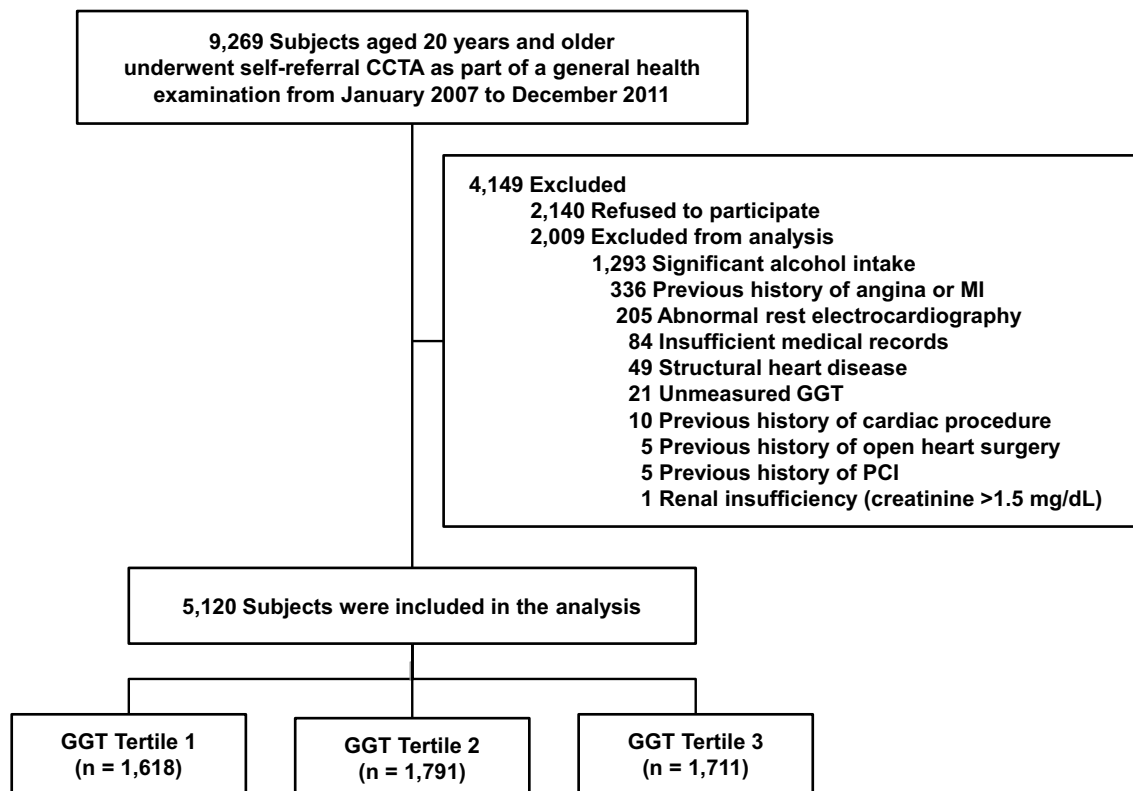 9,269 Subjects aged 20 years and older
underwent self-referral CCTA as part of a general health
examination from January 2007 to December 2011
4,149 Excluded
2,140 Refused to participate
2,009 Excluded from analysis
1,293 Significant alcohol intake
336 Previous history of angina or MI
205 Abnormal rest electrocardiography
84 Insufficient medical records
49 Structural heart disease
21 Unmeasured GGT
10 Previous history of cardiac procedure
5 Previous history of open heart surgery
5 Previous history of PCI
1 Renal insufficiency (creatinine >1.5 mg/dL)
5,120 Subjects were included in the analysis
GGT Tertile 1
(n = 1,618)
GGT Tertile 2
(n = 1,791)
GGT Tertile 3
(n = 1,711)